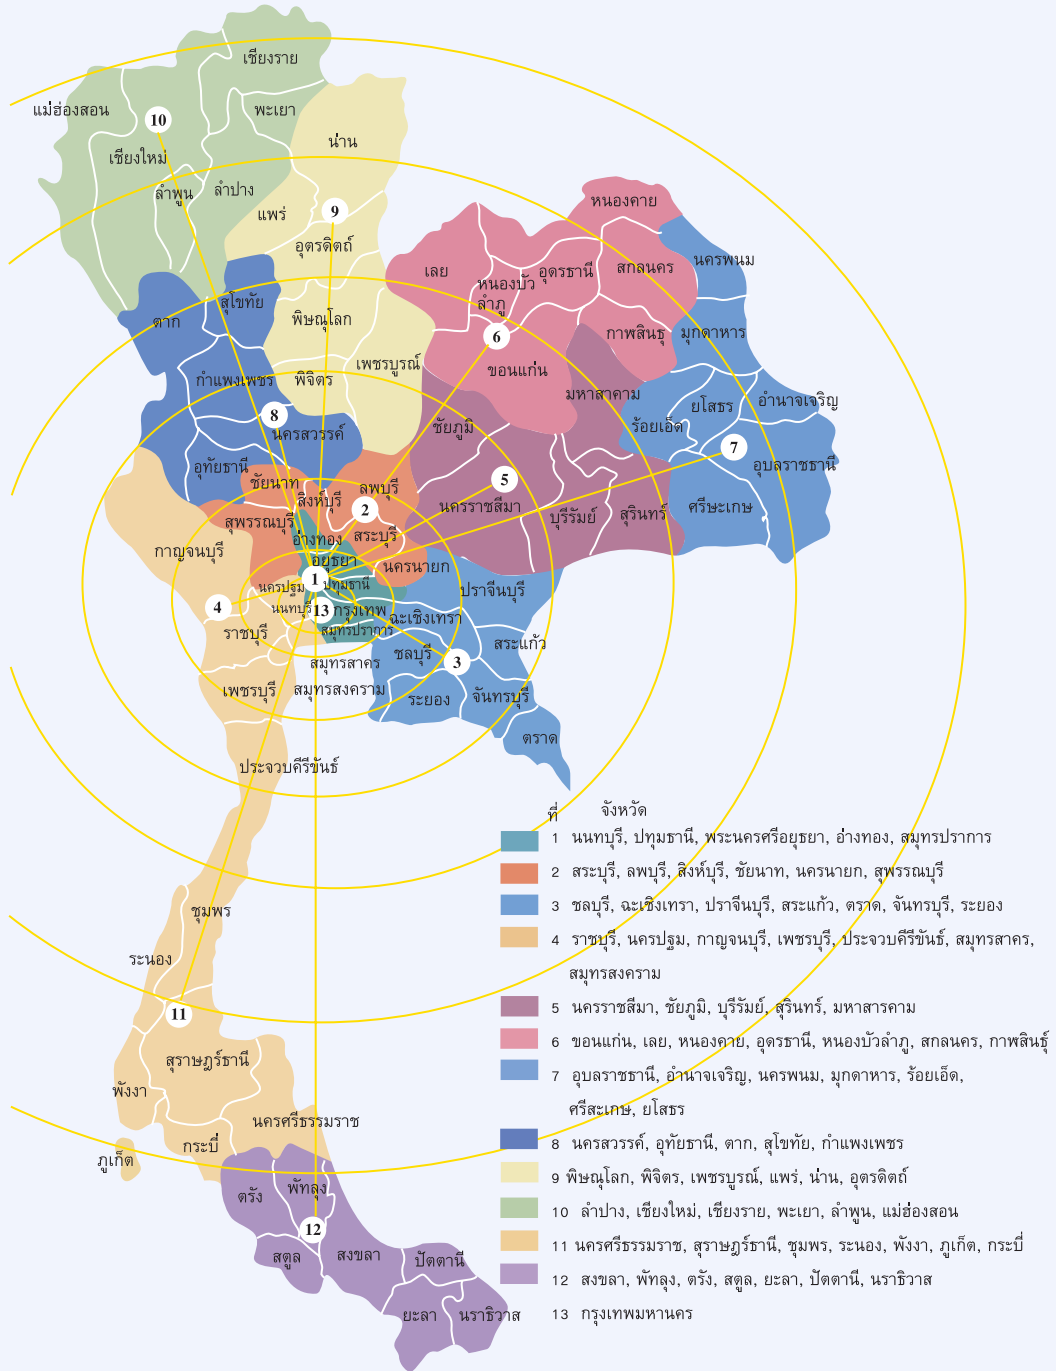 เชียงราย
แม่ฮ่องสอน
พะเยา
10
น่าน
เชียงใหม่
ลำพูน
ลำปาง
แพร่
9
อุตรดิตถ์
หนองคาย
นครพนม
เลย
หนองบัว
ลำภู
อุดรธานี
สกลนคร
สุโขทัย
ตาก
พิษณุโลก
6
กาฬสินธุ
มุกดาหาร
เพชรบูรณ์
ขอนแก่น
กำแพงเพชร
พิจิตร
มหาสาคาม
ยโสธร
อำนาจเจริญ
8
นครสวรรค์
ชัยภูมิ
ร้อยเอ็ด
7
อุบลราชธานี
อุทัยธานี
ชัยนาท
สิงห์บุรี
ลพบุรี
5
นครราชสีมา
บุรีรัมย์
สุรินทร์
ศรีษะเกษ
สุพรรณบุรี
2
อ่างทอง
สระบุรี
กาญจนบุรี
อยุธยา
นครนายก
นครปฐม
1
ปทุมธานี
ปราจีนบุรี
4
นนทบุรี
13
กรุงเทพ
ฉะเชิงเทรา
ราชบุรี
สมุทรปราการ
สระแก้ว
สมุทรสาคร
ชลบุรี
3
เพชรบุรี
สมุทรสงคราม
ระยอง
จันทรบุรี
ตราด
ประจวบคีรีขันธ์
ชุมพร
ระนอง
11
สุราษฎร์ธานี
พังงา
นครศรีธรรมราช
กระบี่
ภูเก็ต
ตรัง
พัทลุง
12
สตูล
สงขลา
ปัตตานี
ยะลา
นราธิวาส
ที่ จังหวัด
1 นนทบุรี, ปทุมธานี, พระนครศรีอยุธยา, อ่างทอง, สมุทรปราการ
2 สระบุรี, ลพบุรี, สิงห์บุรี, ชัยนาท, นครนายก, สุพรรณบุรี
3 ชลบุรี, ฉะเชิงเทรา, ปราจีนบุรี, สระแก้ว, ตราด, จันทรบุรี, ระยอง
4 ราชบุรี, นครปฐม, กาญจนบุรี, เพชรบุรี, ประจวบคีรีขันธ์, สมุทรสาคร,
สมุทรสงคราม
5 นครราชสีมา, ชัยภูมิ, บุรีรัมย์, สุรินทร์, มหาสารคาม
6 ขอนแก่น, เลย, หนองคาย, อุดรธานี, หนองบัวลำภู, สกลนคร, กาฬสินธุ์
7 อุบลราชธานี, อำนาจเจริญ, นครพนม, มุกดาหาร, ร้อยเอ็ด,
ศรีสะเกษ, ยโสธร
8 นครสวรรค์, อุทัยธานี, ตาก, สุโขทัย, กำแพงเพชร
9 พิษณุโลก, พิจิตร, เพชรบูรณ์, แพร่, น่าน, อุตรดิตถ์
10 ลำปาง, เชียงใหม่, เชียงราย, พะเยา, ลำพูน, แม่ฮ่องสอน
11 นครศรีธรรมราช, สุราษฎร์ธานี, ชุมพร, ระนอง, พังงา, ภูเก็ต, กระบี่
12 สงขลา, พัทลุง, ตรัง, สตูล, ยะลา, ปัตตานี, นราธิวาส
13 กรุงเทพมหานคร